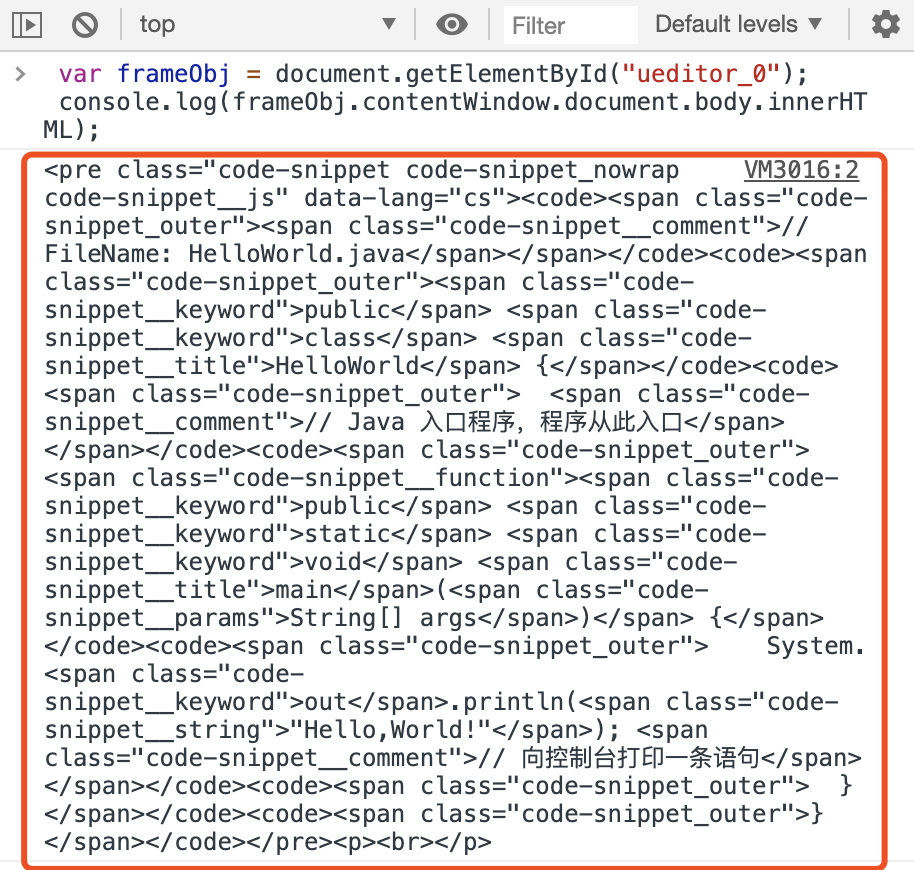 top Filter Default levels
> var frameObj = document.getElementById("ueditor_0");
console.log(frameObj.contentWindow.document.body.innerHT
ML);
<pre class="code-snippet code-snippet_nowrap VM3016:2
code-snippet__js" data-lang="cs"><code><span class="code-
snippet_outer"><span class="code-snippet__comment">//
FileName: HelloWorld.java</span></span></code><code><span
class="code-snippet_outer"><span class="code-
snippet__keyword">public</span> <span class="code-
snippet__keyword">class</span> <span class="code-
snippet__title">HelloWorld</span> {</span></code><code>
<span class="code-snippet_outer">  <span class="code-
snippet__comment">// Java 入口程序，程序从此入口</span>
</span></code><code><span class="code-snippet_outer">
<span class="code-snippet__function"><span class="code-
snippet__keyword">public</span> <span class="code-
snippet__keyword">static</span> <span class="code-
snippet__keyword">void</span> <span class="code-
snippet__title">main</span>(<span class="code-
snippet__params">String[] args</span>)</span> {</span>
</code><code><span class="code-snippet_outer">    System.
<span class="code-
snippet__keyword">out</span>.println(<span class="code-
snippet__string">"Hello,World!"</span>); <span
class="code-snippet__comment">// 向控制台打印一条语句</span>
</span></code><code><span class="code-snippet_outer">  }
</span></code><code><span class="code-snippet_outer">}
</span></code></pre><p><br></p>